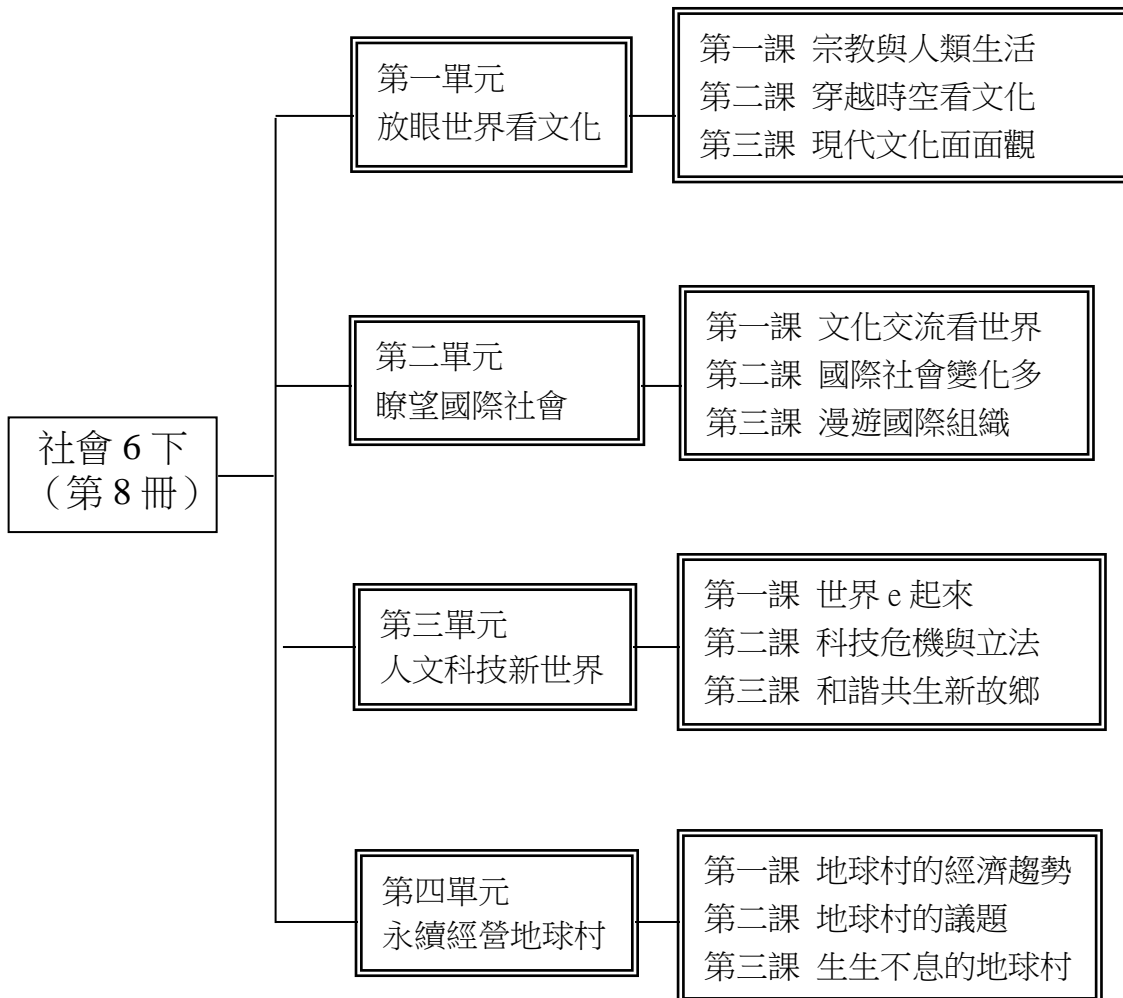 社會 6 下
（第 8 冊）
第一單元
放眼世界看文化
第一課 宗教與人類生活
第二課 穿越時空看文化
第三課 現代文化面面觀
第二單元
瞭望國際社會
第一課 文化交流看世界
第二課 國際社會變化多
第三課 漫遊國際組織
第三單元
人文科技新世界
第一課 世界 e 起來
第二課 科技危機與立法
第三課 和諧共生新故鄉
第四單元
永續經營地球村
第一課 地球村的經濟趨勢
第二課 地球村的議題
第三課 生生不息的地球村